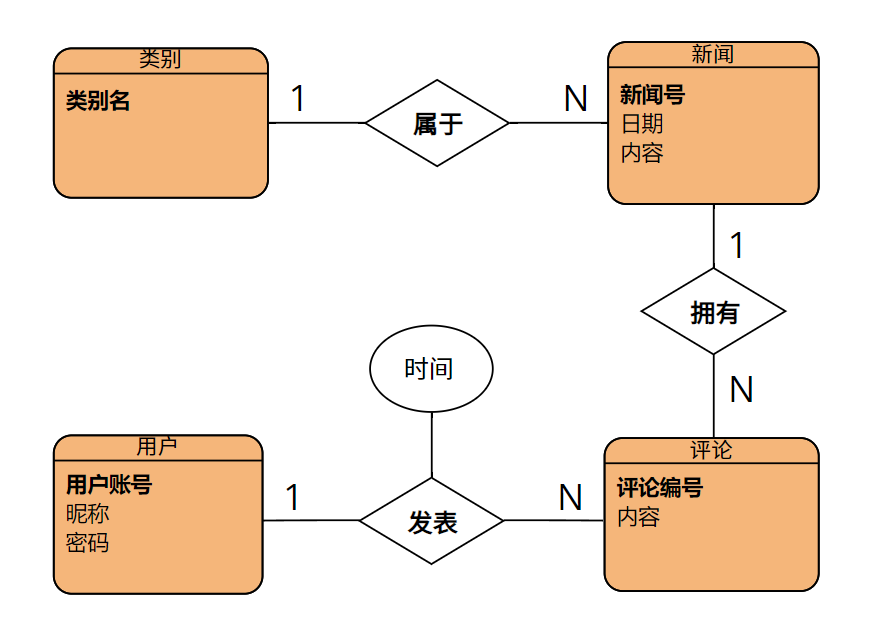 类别
类别名
1
属于
N
新闻
新闻号
日期
内容
1
拥有
N
时间
用户
用户账号
昵称
密码
1
发表
N
评论
评论编号
内容